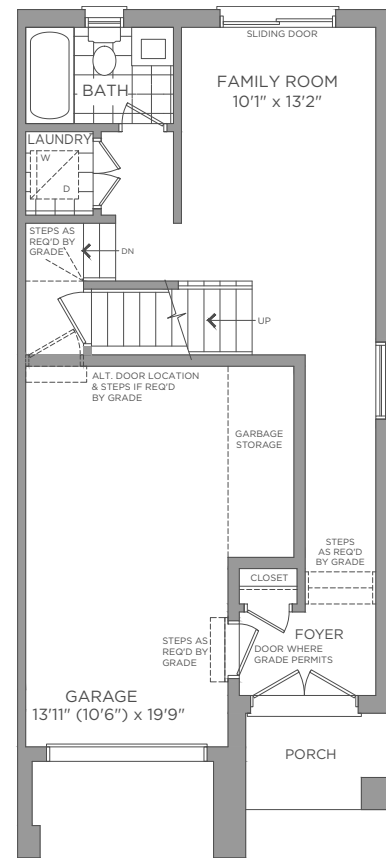 SLIDING DOOR
FAMILY ROOM
10'1" x 13'2"
BATH
LAUNDRY
W
D
STEPS AS
REQ'D BY
GRADE
DN
UP
ALT. DOOR LOCATION
& STEPS IF REQ'D
BY GRADE
GARBAGE
STORAGE
STEPS
AS REQ'D
BY GRADE
CLOSET
FOYER
DOOR WHERE
GRADE PERMITS
STEPS AS
REQ'D BY
GRADE
GARAGE
13'11" (10'6") x 19'9"
PORCH